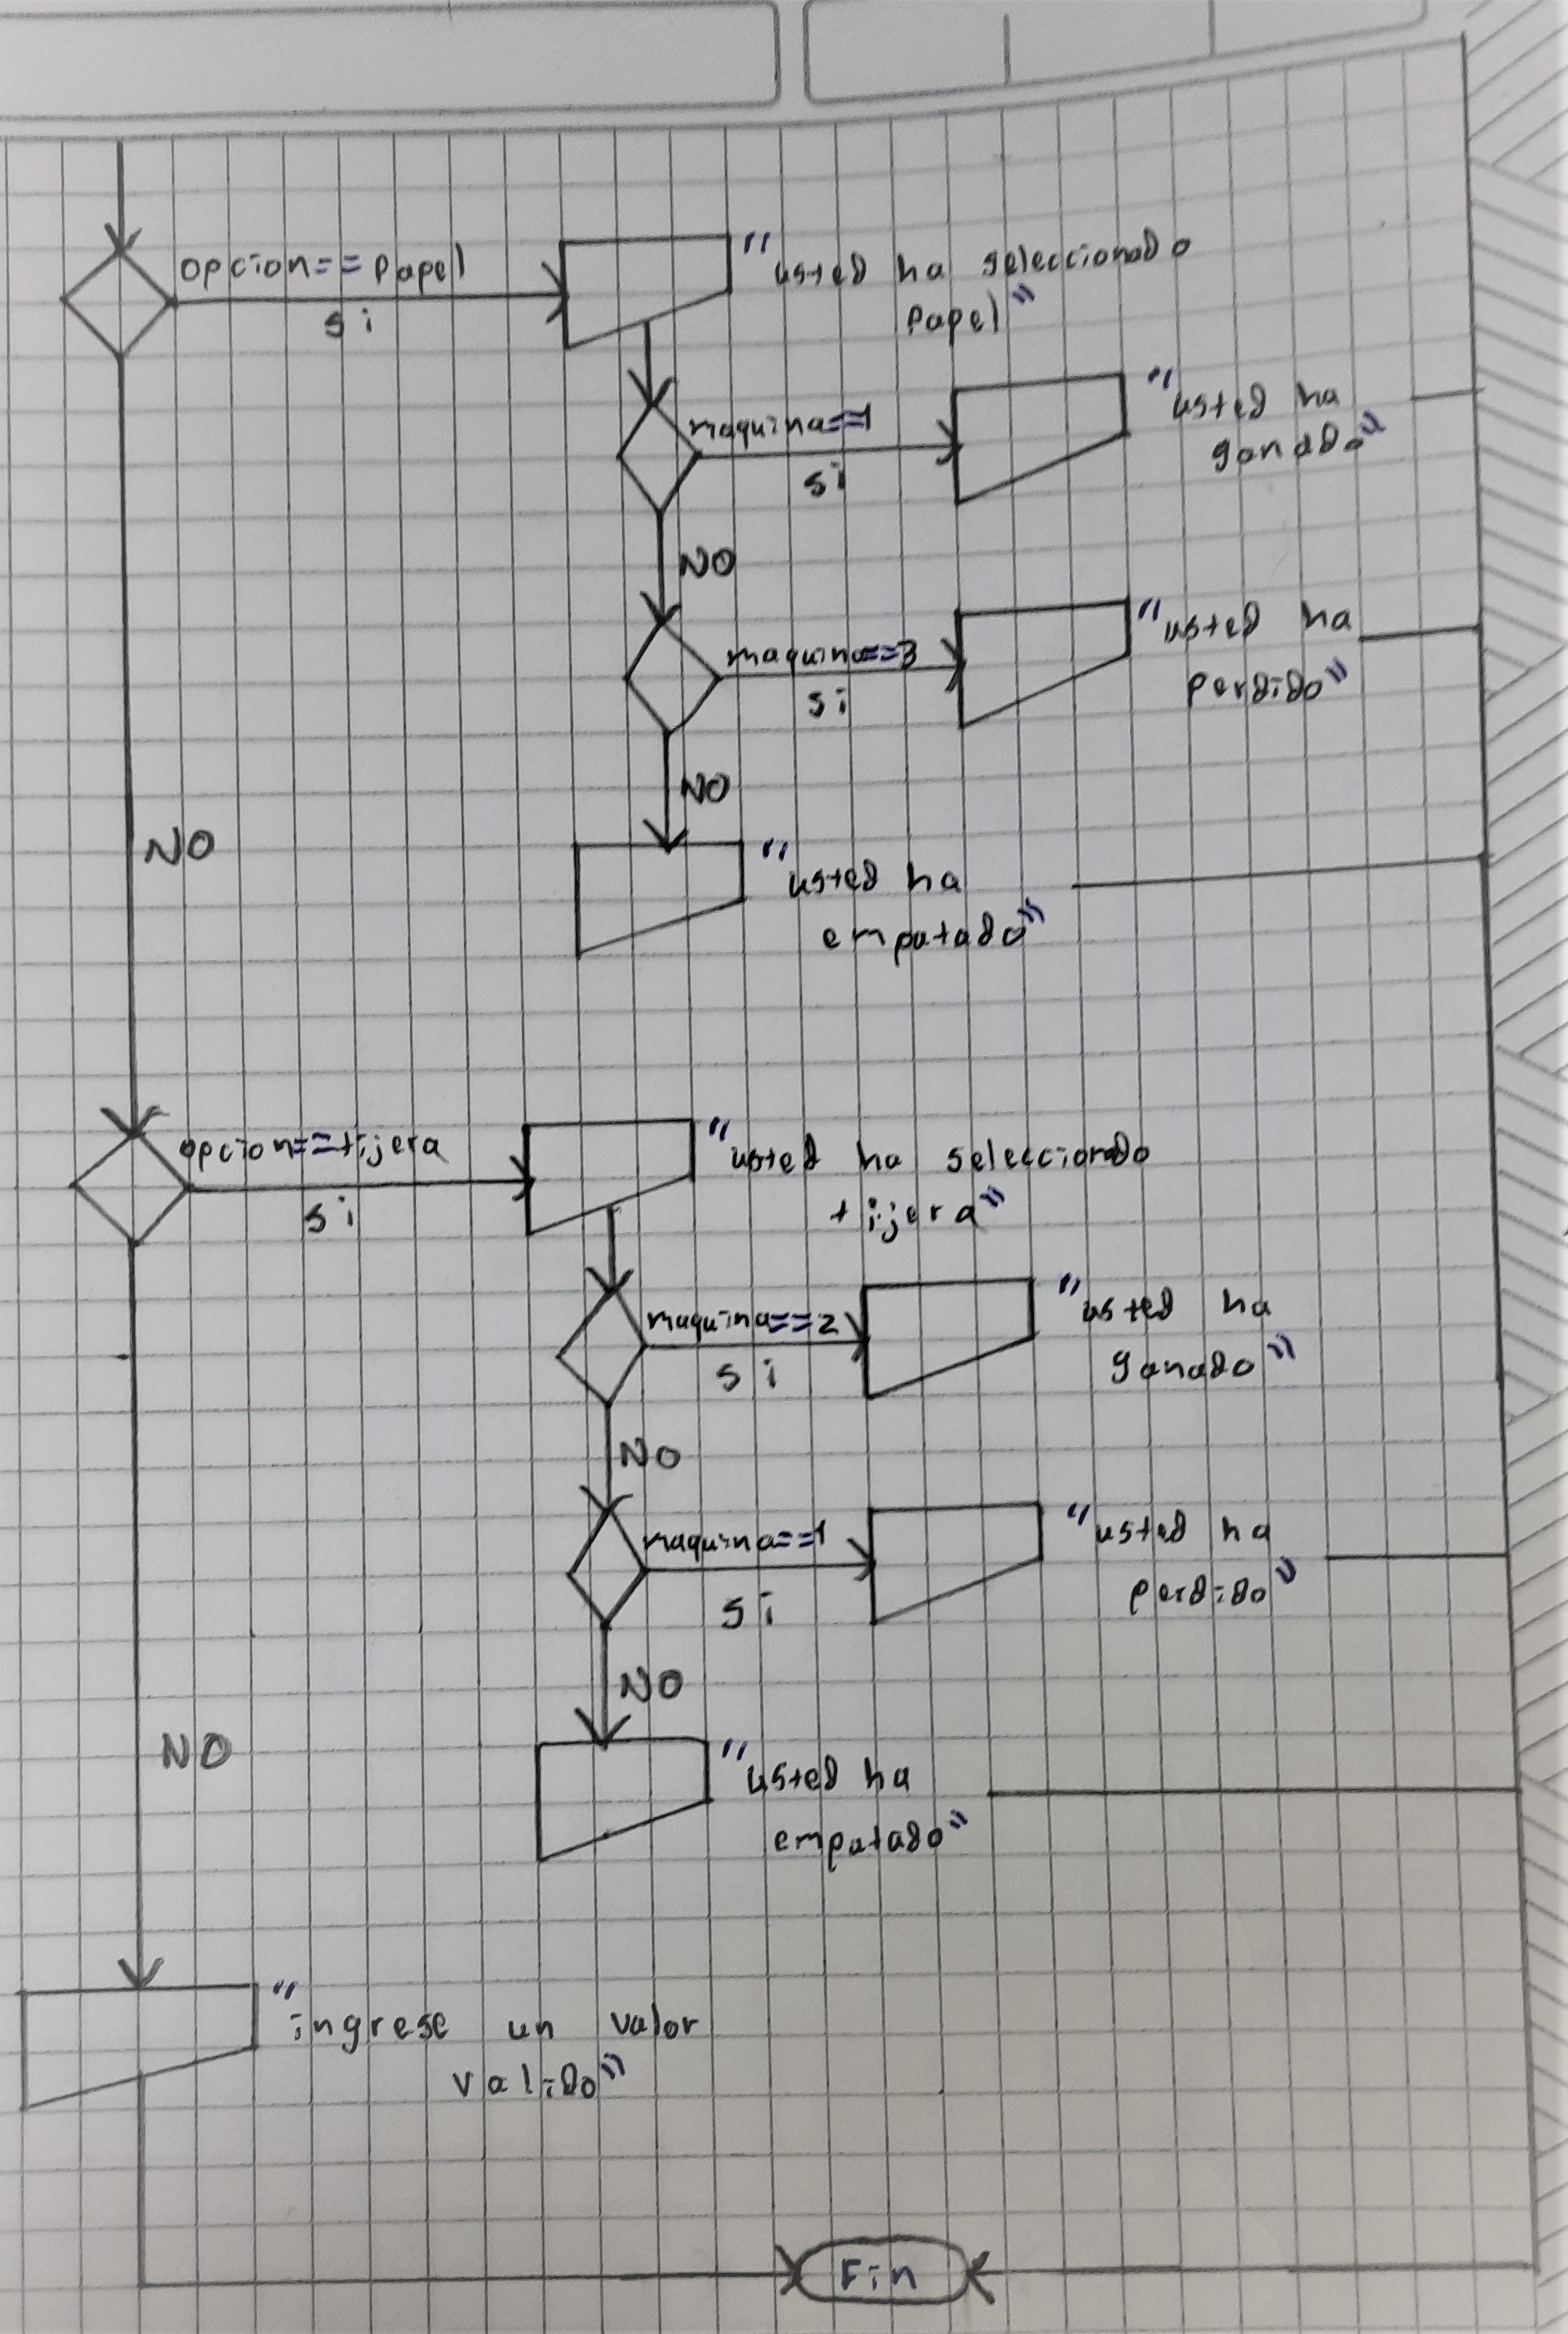 opcion==papel
si
"usted ha seleccionado
papel"
maquina==1
si
"usted ha
ganado"
NO
maquina==3
si
"usted ha
perdido"
NO
"usted ha
empatado"
NO
opcion==tijera
si
"usted ha seleccionado
tijera"
maquina==2
si
"usted ha
ganado"
NO
maquina==1
si
"usted ha
perdido"
NO
"usted ha
empatado"
NO
"ingrese un valor
valido"
Fin